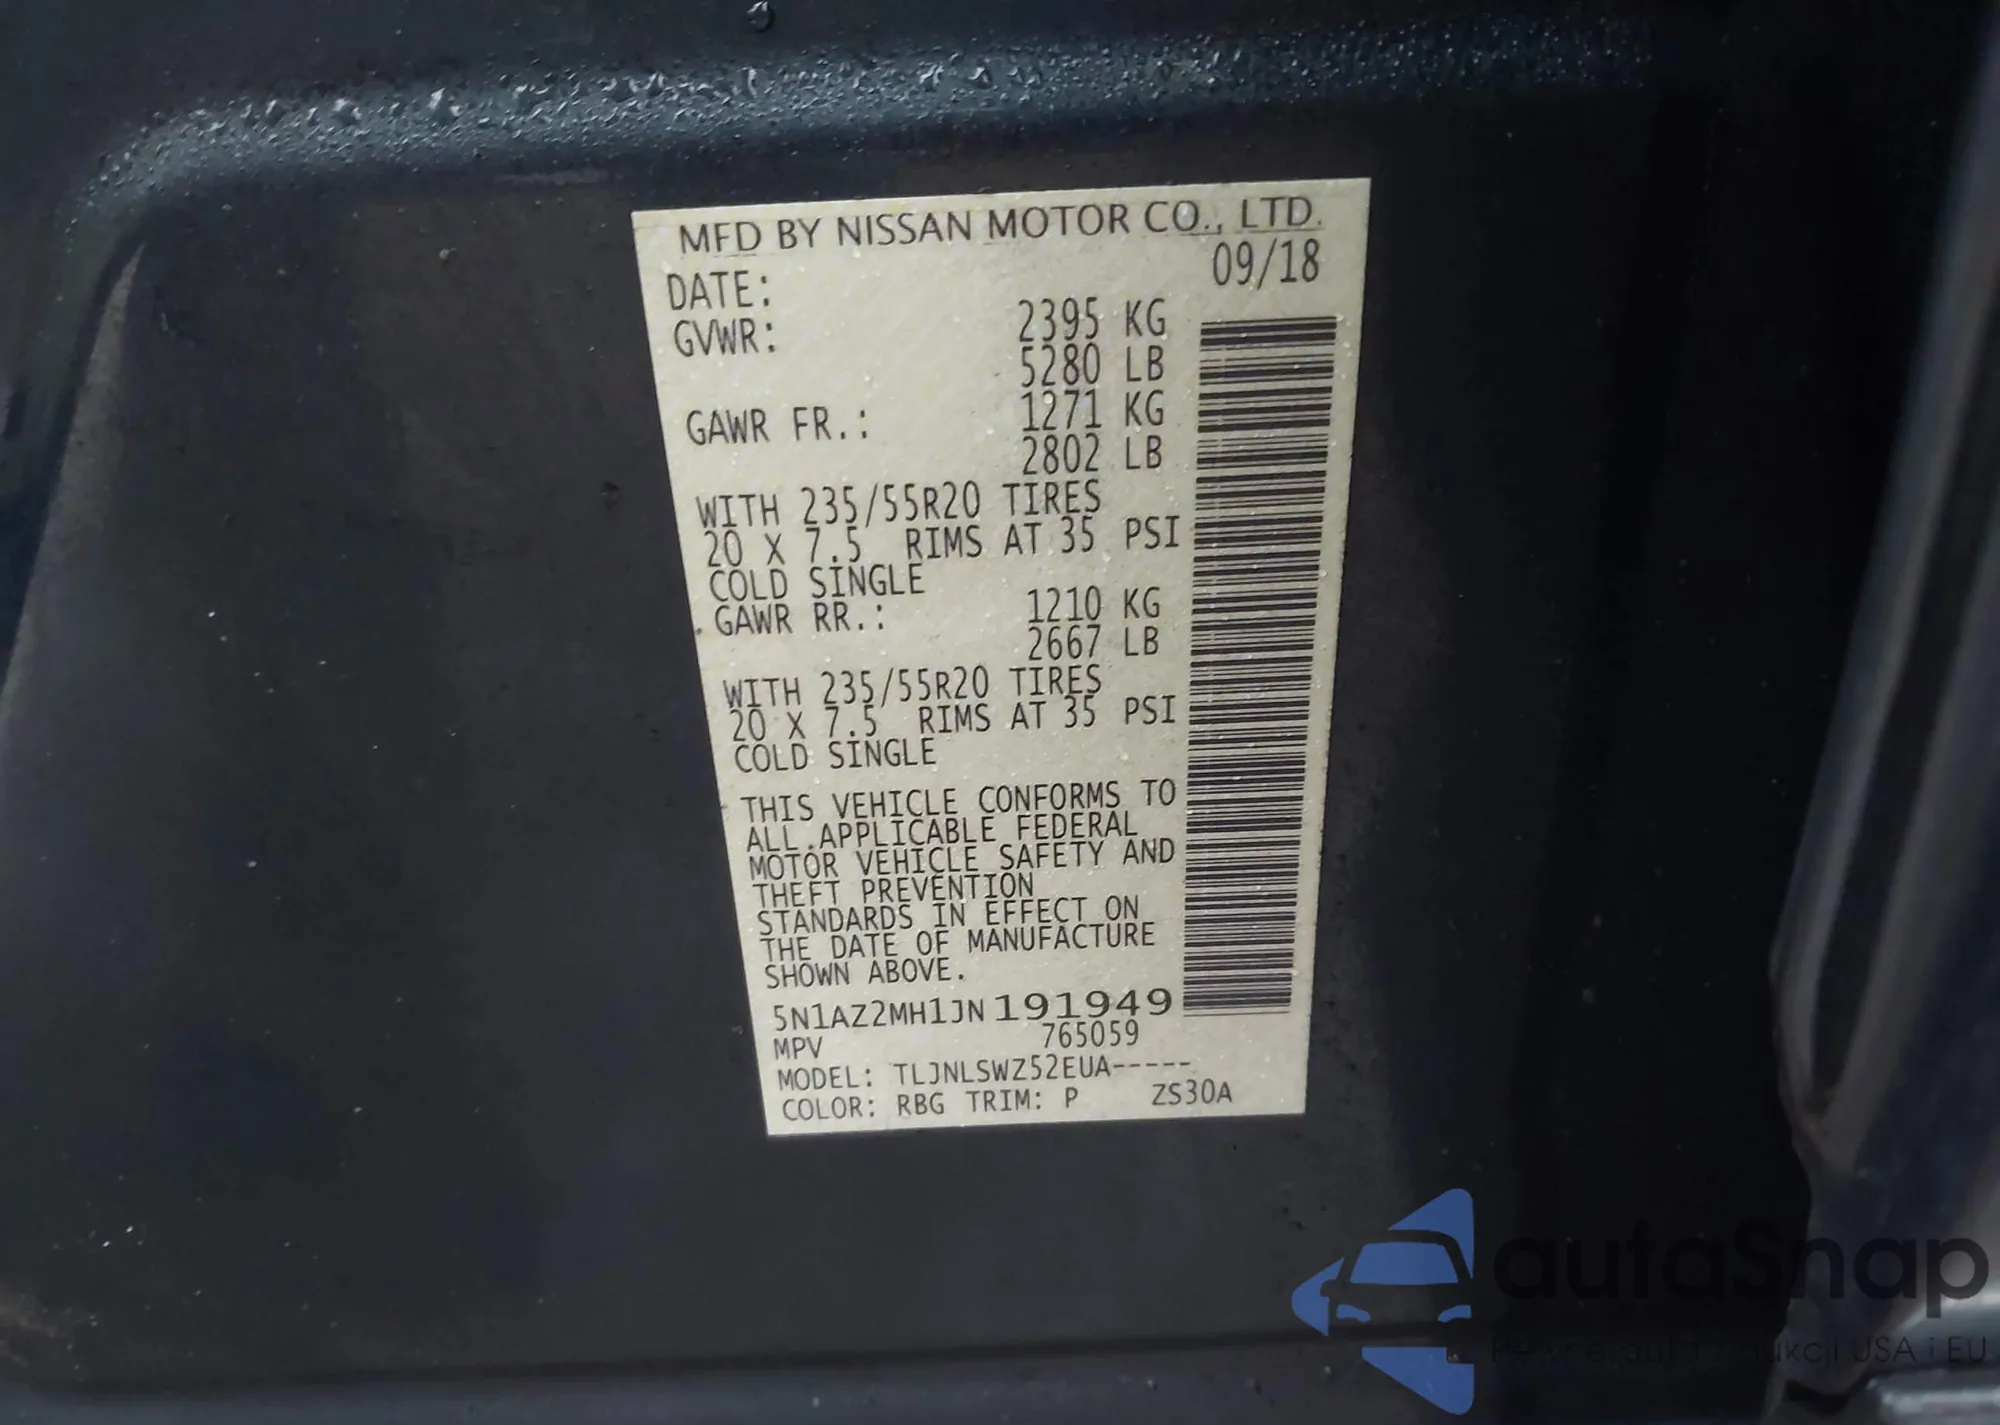 MFD BY NISSAN MOTOR CO., LTD.
DATE: 09/18
GVWR: 2395 KG
5280 LB
GAWR FR.: 1271 KG
2802 LB
WITH 235/55R20 TIRES
20 X 7.5 RIMS AT 35 PSI
COLD SINGLE
GAWR RR.: 1210 KG
2667 LB
WITH 235/55R20 TIRES
20 X 7.5 RIMS AT 35 PSI
COLD SINGLE
THIS VEHICLE CONFORMS TO
ALL APPLICABLE FEDERAL
MOTOR VEHICLE SAFETY AND
THEFT PREVENTION
STANDARDS IN EFFECT ON
THE DATE OF MANUFACTURE
SHOWN ABOVE.
5N1AZ2MH1JN191949
MPV 765059
MODEL: TLJNLSWZ52EUA-----
COLOR: RBG TRIM: P ZS30A
autaSnap
USA i EU